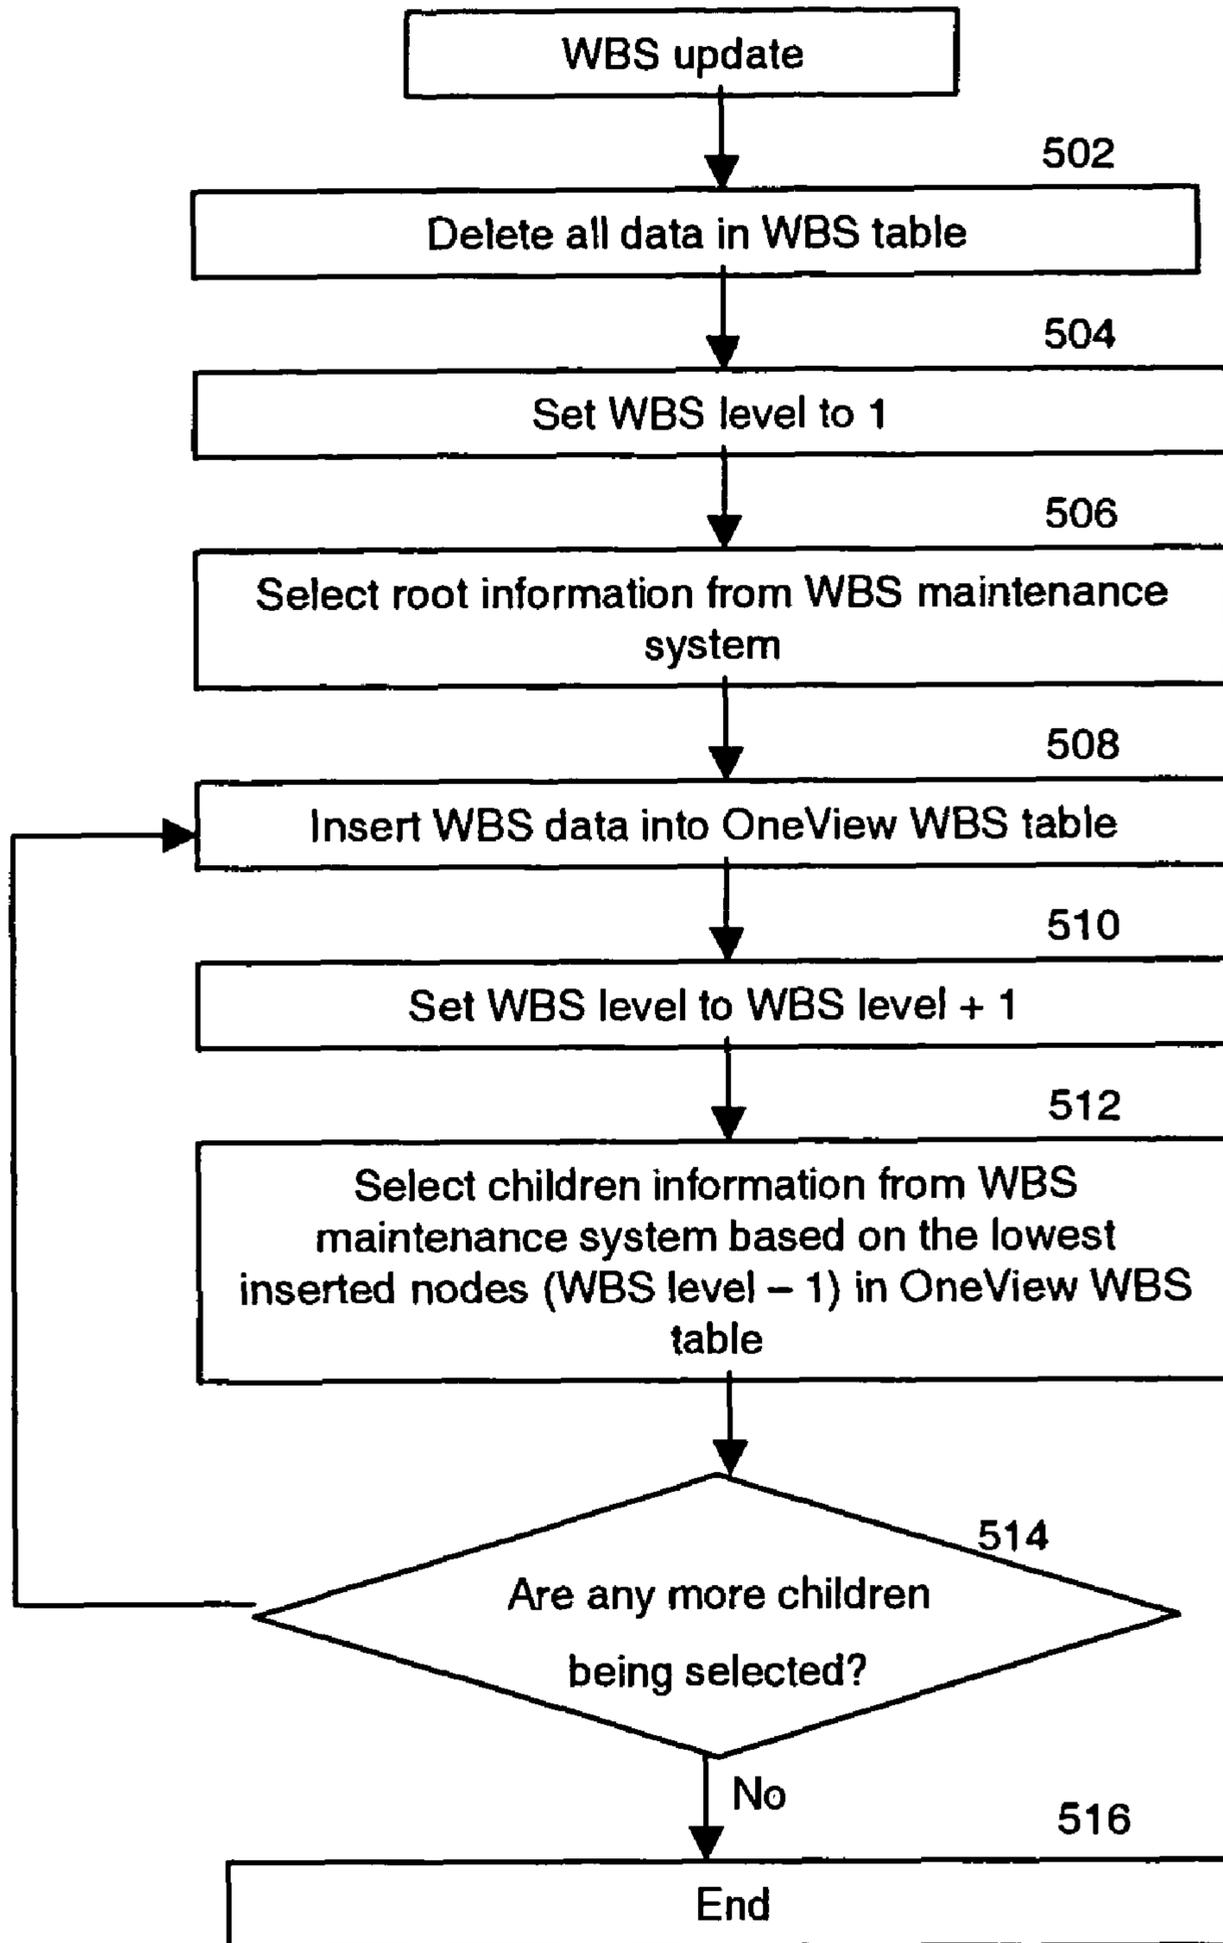 WBS update
502
Delete all data in WBS table
504
Set WBS level to 1
506
Select root information from WBS maintenance
system
508
Insert WBS data into OneView WBS table
510
Set WBS level to WBS level + 1
512
Select children information from WBS
maintenance system based on the lowest
inserted nodes (WBS level – 1) in OneView WBS
table
514
Are any more children
being selected?
No
516
End